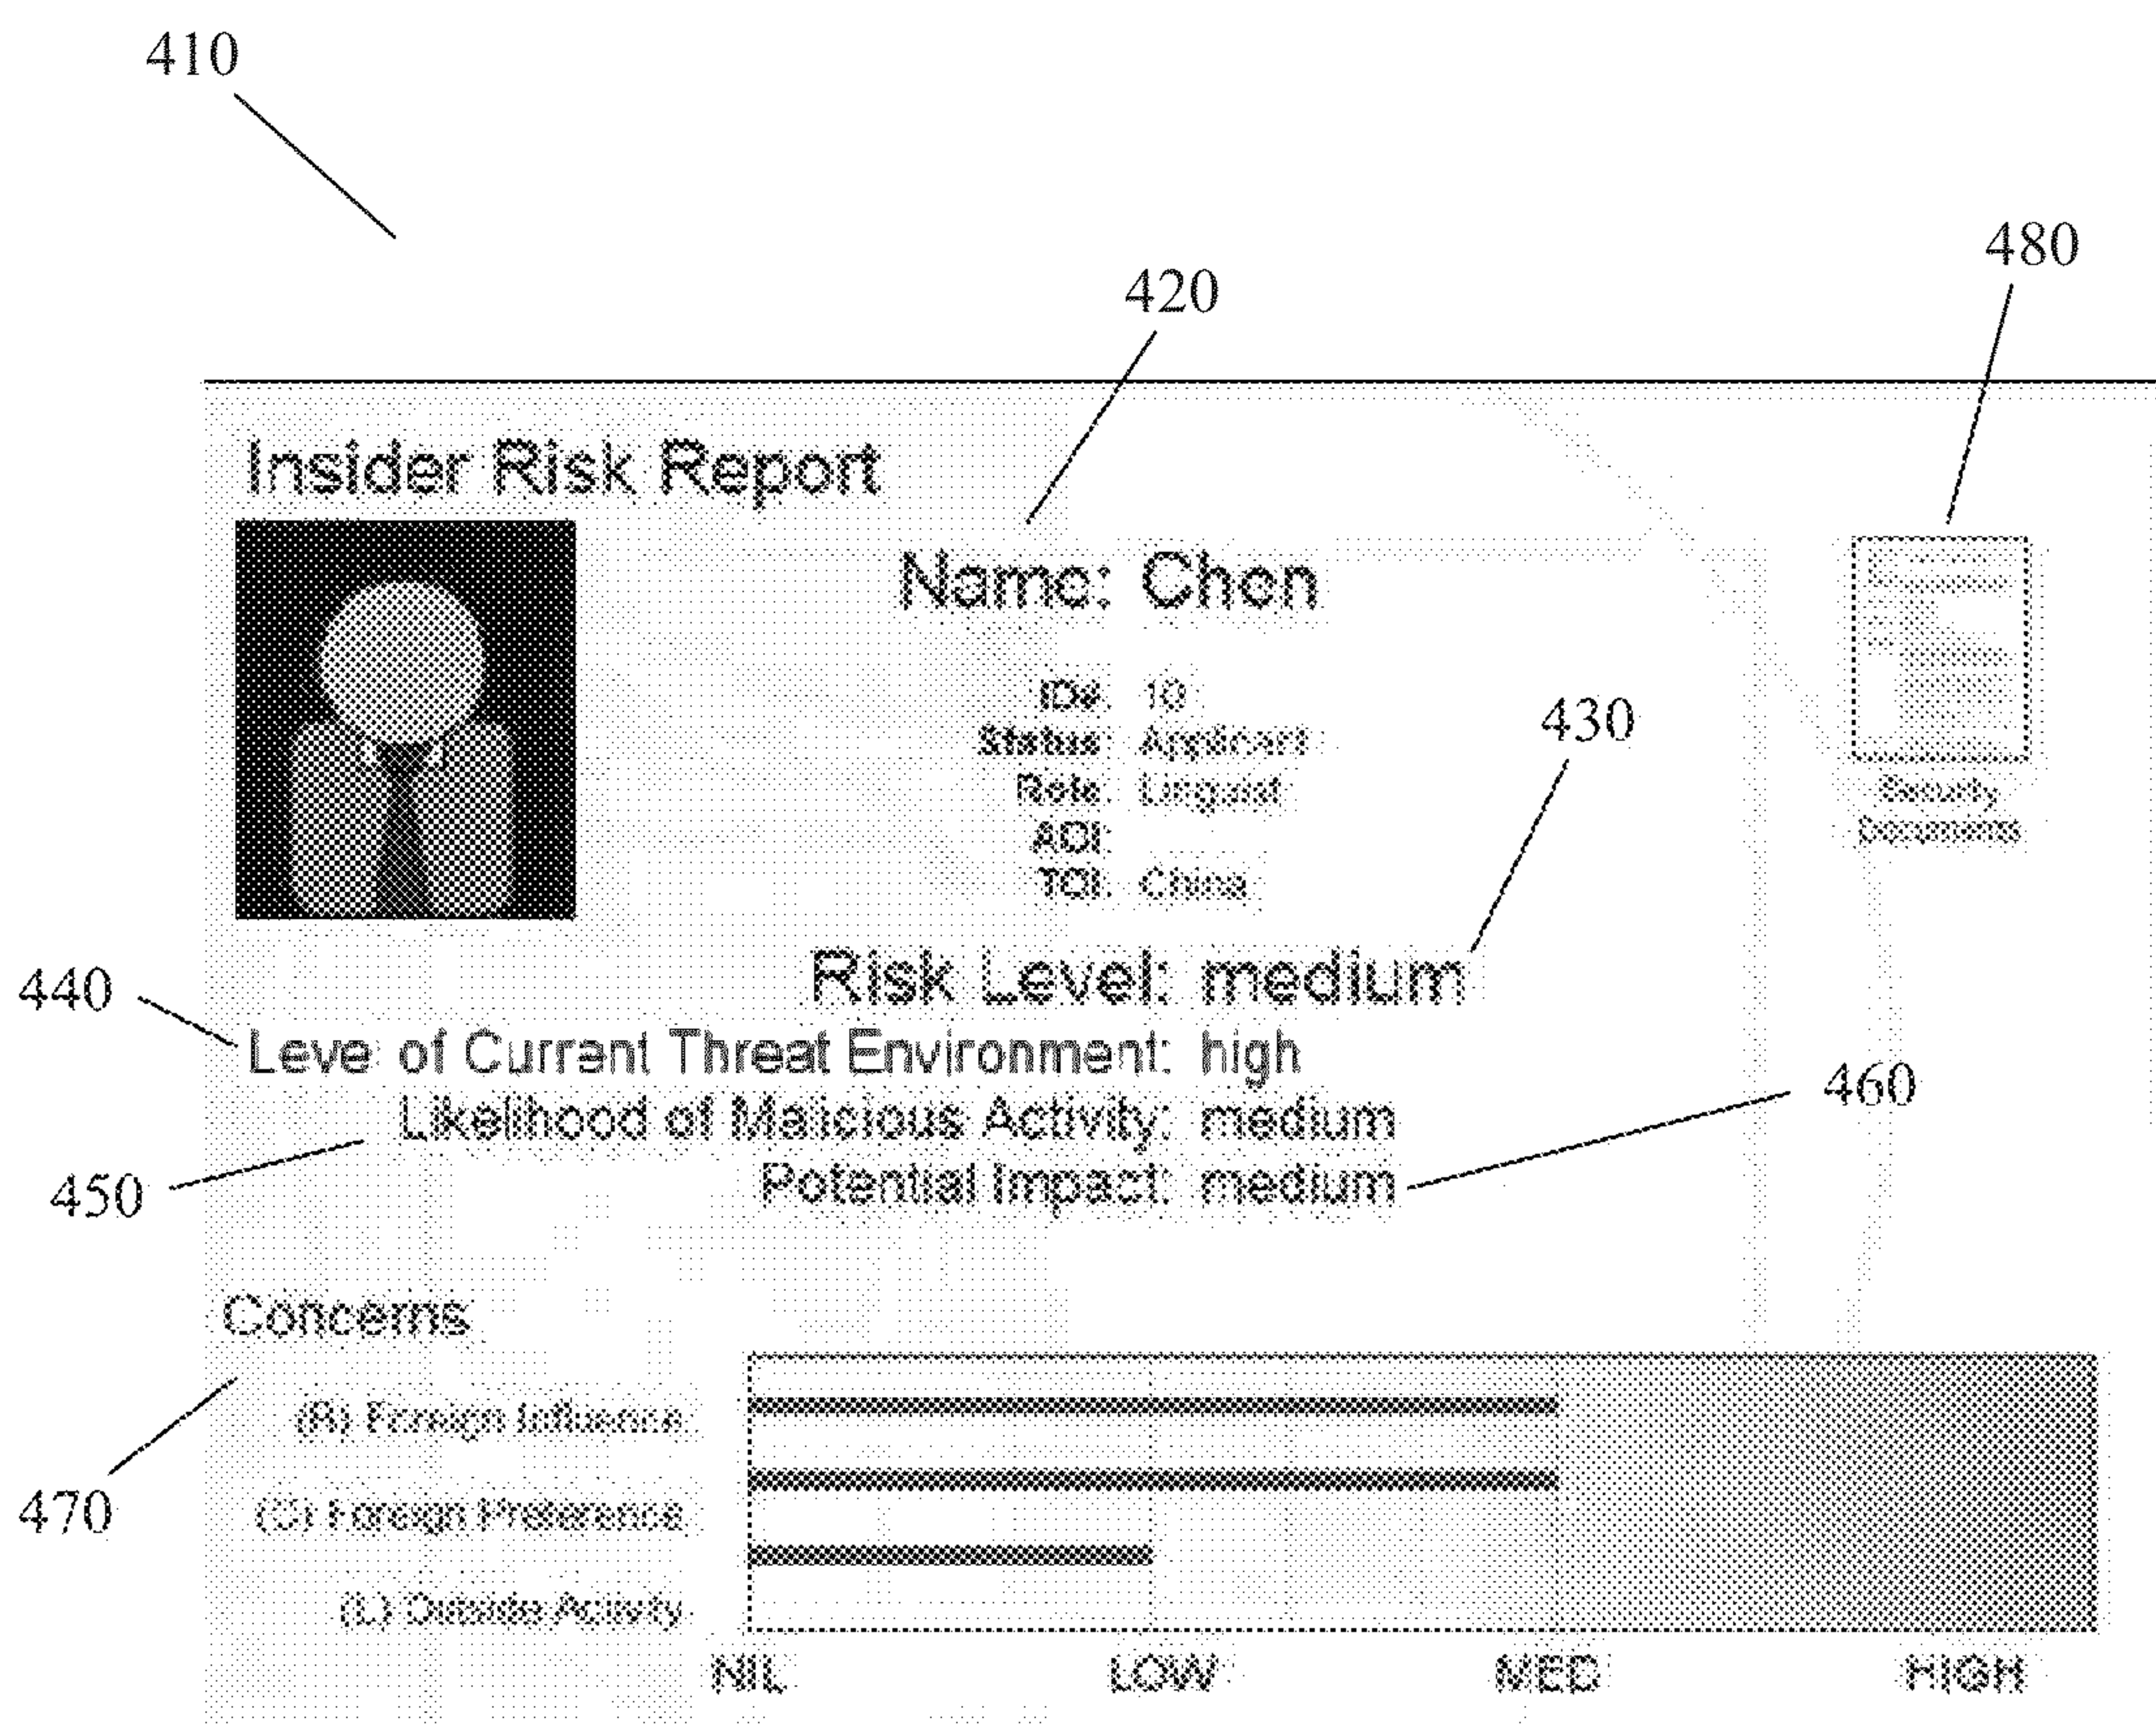 410
480
420
Insider Risk Report
Name: Chen
ID#: 10
430
Status: Applicant
Role: Linguist
AOI:
TOI: China
Security
Documents
Risk Level: medium
440
Level of Current Threat Environment: high
460
Likelihood of Malicious Activity: medium
450
Potential Impact: medium
Concerns
(B) Foreign Influence
470
(C) Foreign Preference
(L) Outside Activity
NIL LOW MED HIGH